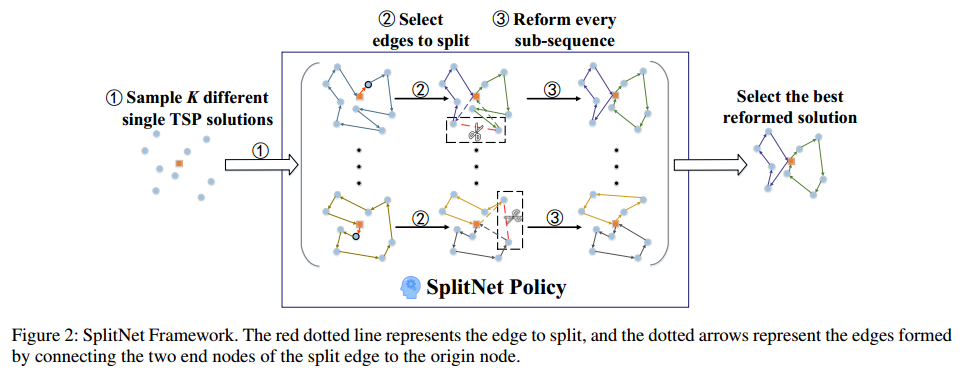 ② Select
edges to split
③ Reform every
sub-sequence
① Sample K different
single TSP solutions
①
②
③
②
③
Select the best
reformed solution
SplitNet Policy
Figure 2: SplitNet Framework. The red dotted line represents the edge to split, and the dotted arrows represent the edges formed
by connecting the two end nodes of the split edge to the origin node.